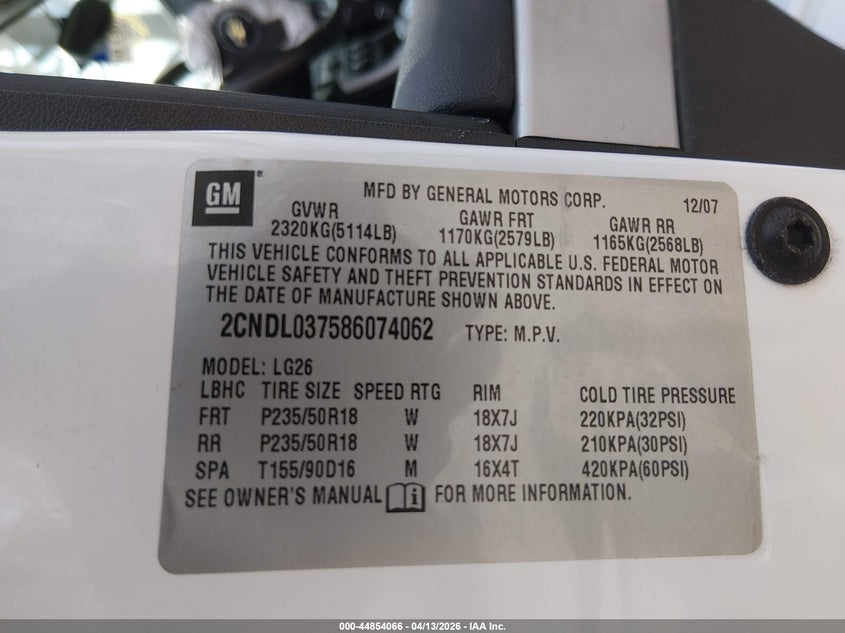 GM
MFD BY GENERAL MOTORS CORP. 12/07
GVWR GAWR FRT GAWR RR
2320KG(5114LB) 1170KG(2579LB) 1165KG(2568LB)
THIS VEHICLE CONFORMS TO ALL APPLICABLE U.S. FEDERAL MOTOR
VEHICLE SAFETY AND THEFT PREVENTION STANDARDS IN EFFECT ON
THE DATE OF MANUFACTURE SHOWN ABOVE.
2CNDL037586074062 TYPE: M.P.V.
MODEL: LG26
LBHC TIRE SIZE SPEED RTG RIM COLD TIRE PRESSURE
FRT P235/50R18 W 18X7J 220KPA(32PSI)
RR P235/50R18 W 18X7J 210KPA(30PSI)
SPA T155/90D16 M 16X4T 420KPA(60PSI)
SEE OWNER'S MANUAL i FOR MORE INFORMATION.
000-44854066 - 04/13/2026 - IAA Inc.